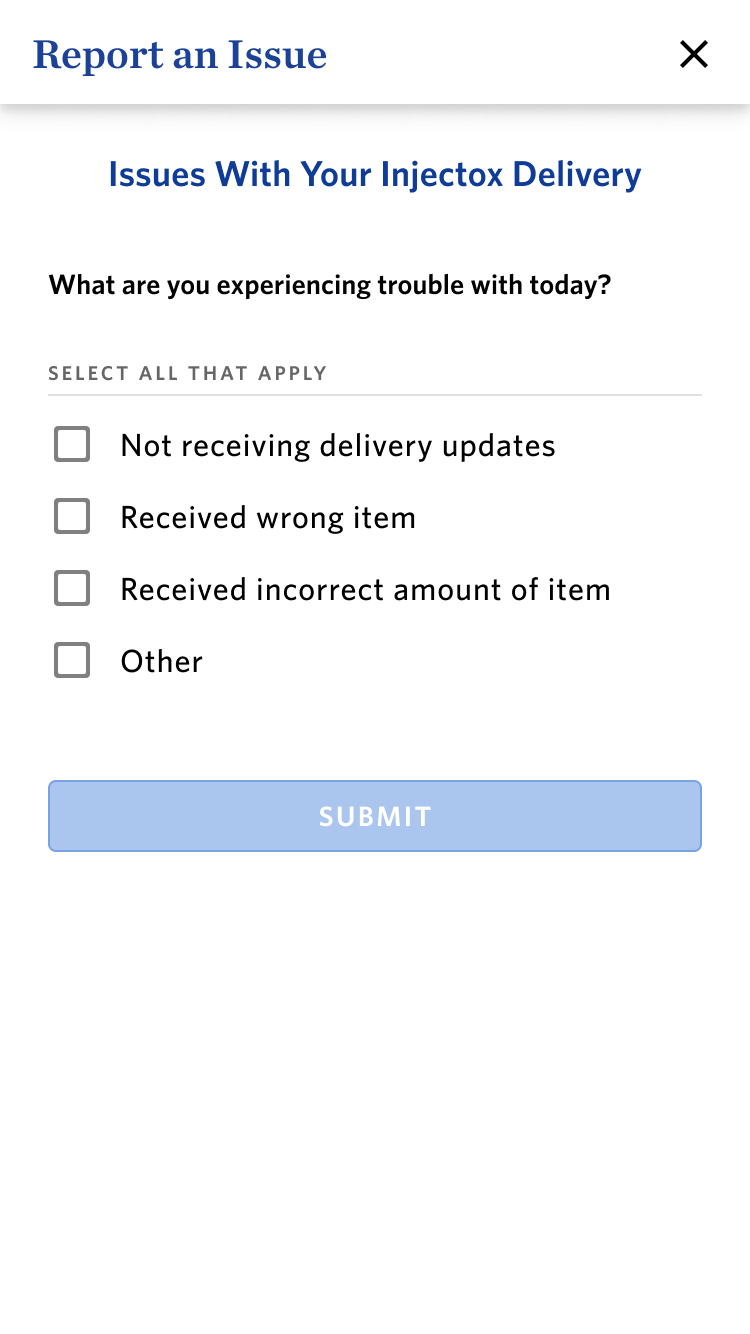 Report an Issue
Issues With Your Injectox Delivery
What are you experiencing trouble with today?
SELECT ALL THAT APPLY
Not receiving delivery updates
Received wrong item
Received incorrect amount of item
Other
SUBMIT